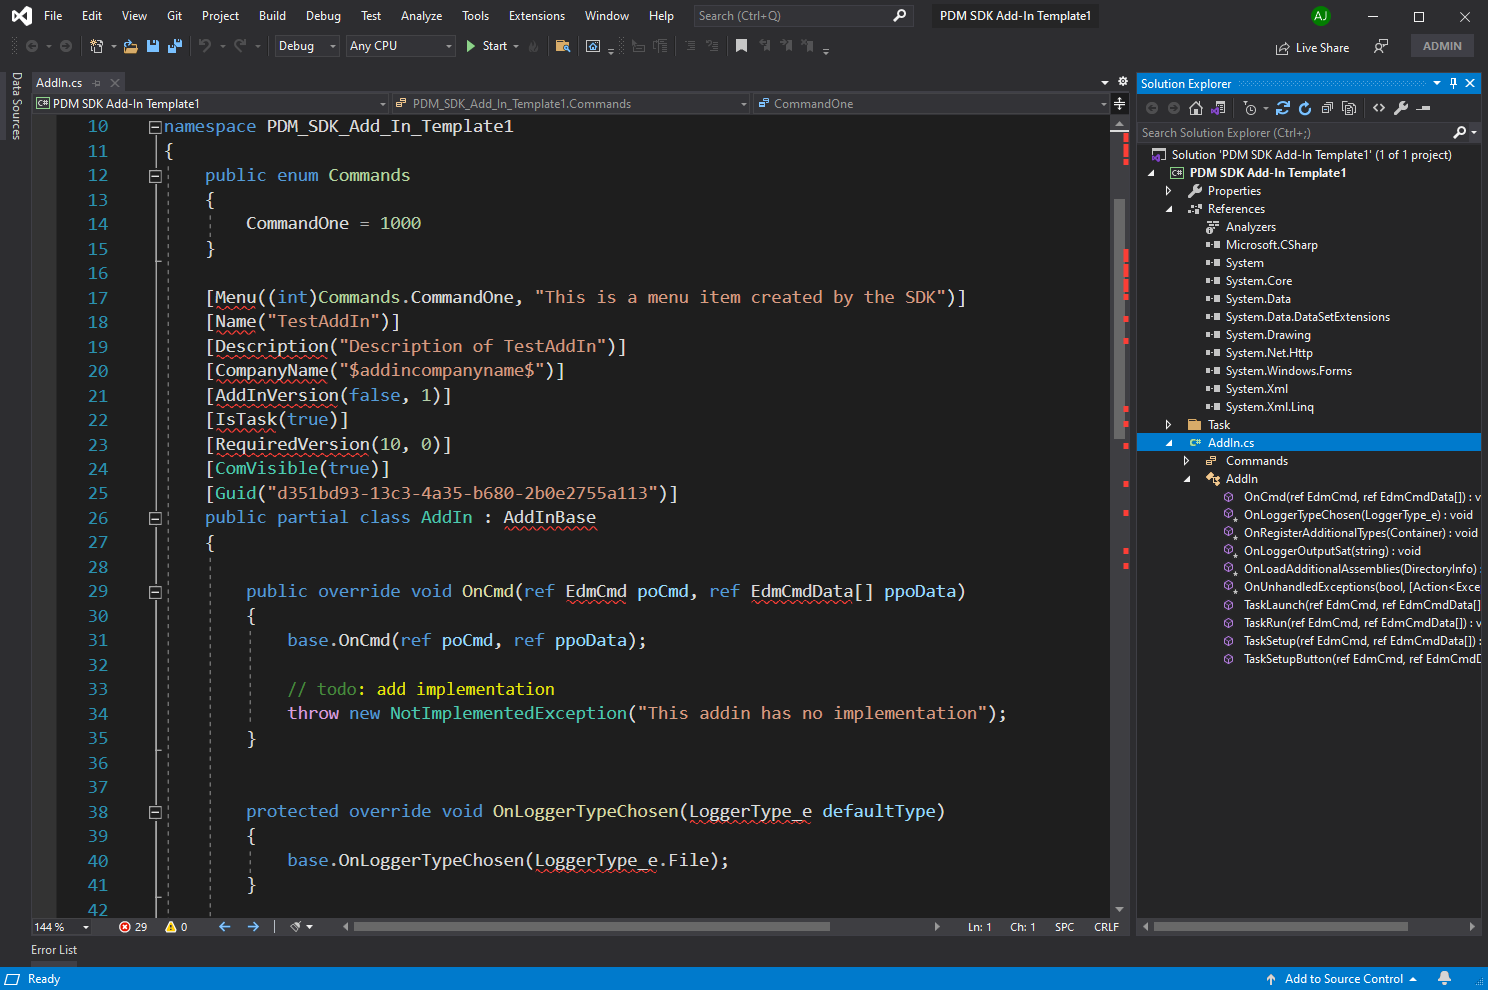 File Edit View Git Project Build Debug Test Analyze Tools Extensions Window Help Search (Ctrl+Q) PDM SDK Add-In Template1 AJ
Debug Any CPU Start Live Share ADMIN
Data Sources
AddIn.cs
PDM SDK Add-In Template1 PDM_SDK_Add_In_Template1.Commands CommandOne
10 namespace PDM_SDK_Add_In_Template1
11 {
12 public enum Commands
13 {
14 CommandOne = 1000
15 }
16
17 [Menu((int)Commands.CommandOne, "This is a menu item created by the SDK")]
18 [Name("TestAddIn")]
19 [Description("Description of TestAddIn")]
20 [CompanyName("$addincompanyname$")]
21 [AddInVersion(false, 1)]
22 [IsTask(true)]
23 [RequiredVersion(10, 0)]
24 [ComVisible(true)]
25 [Guid("d351bd93-13c3-4a35-b680-2b0e2755a113")]
26 public partial class AddIn : AddInBase
27 {
28
29 public override void OnCmd(ref EdmCmd poCmd, ref EdmCmdData[] ppoData)
30 {
31 base.OnCmd(ref poCmd, ref ppoData);
32
33 // todo: add implementation
34 throw new NotImplementedException("This addin has no implementation");
35 }
36
37
38 protected override void OnLoggerTypeChosen(LoggerType_e defaultType)
39 {
40 base.OnLoggerTypeChosen(LoggerType_e.File);
41 }
42
144 % 29 0 Ln: 1 Ch: 1 SPC CRLF
Solution Explorer
Search Solution Explorer (Ctrl+;)
Solution 'PDM SDK Add-In Template1' (1 of 1 project)
C# PDM SDK Add-In Template1
Properties
References
Analyzers
Microsoft.CSharp
System
System.Core
System.Data
System.Data.DataSetExtensions
System.Drawing
System.Net.Http
System.Windows.Forms
System.Xml
System.Xml.Linq
Task
C# AddIn.cs
Commands
AddIn
OnCmd(ref EdmCmd, ref EdmCmdData[]) : v
OnLoggerTypeChosen(LoggerType_e) : void
OnRegisterAdditionalTypes(Container) : void
OnLoggerOutputSat(string) : void
OnLoadAdditionalAssemblies(DirectoryInfo)
OnUnhandledExceptions(bool, [Action<Exce
TaskLaunch(ref EdmCmd, ref EdmCmdData[]
TaskRun(ref EdmCmd, ref EdmCmdData[]) : v
TaskSetup(ref EdmCmd, ref EdmCmdData[]) :
TaskSetupButton(ref EdmCmd, ref EdmCmdD
Error List
Ready Add to Source Control